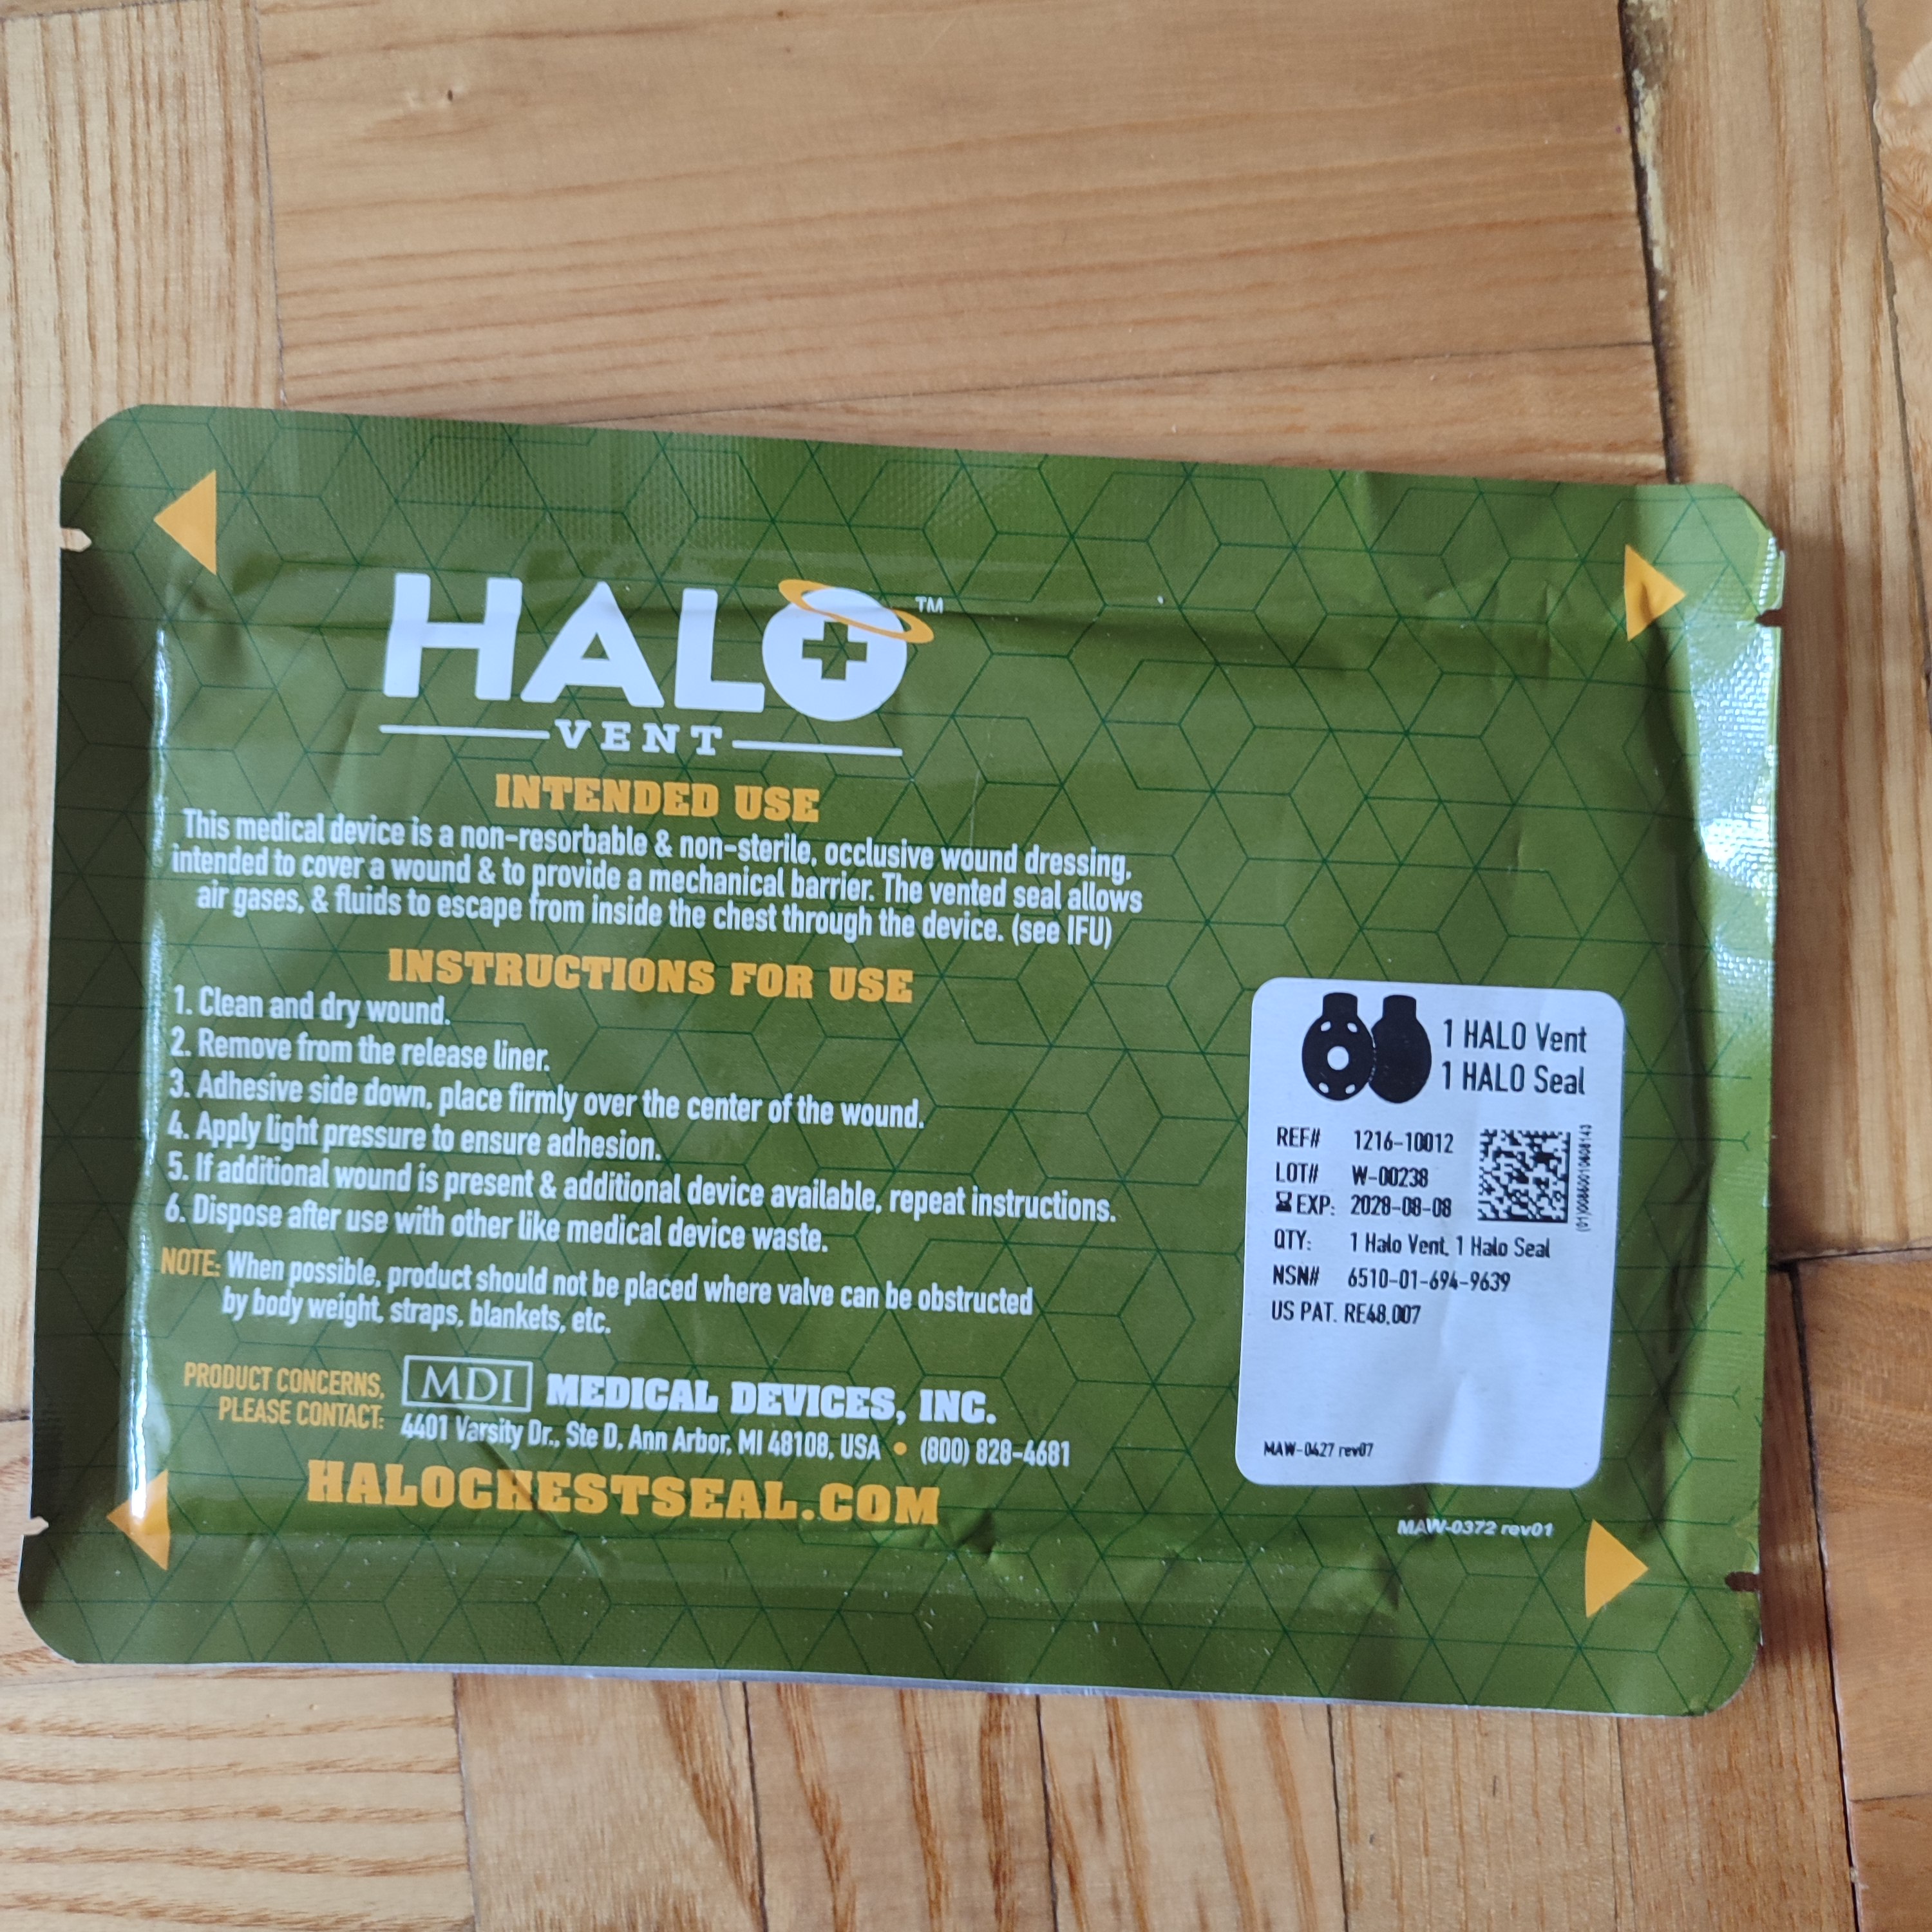 HALO™
VENT
INTENDED USE
This medical device is a non-resorbable & non-sterile, occlusive wound dressing,
intended to cover a wound & to provide a mechanical barrier. The vented seal allows
air gases, & fluids to escape from inside the chest through the device. (see IFU)
INSTRUCTIONS FOR USE
1. Clean and dry wound.
2. Remove from the release liner.
3. Adhesive side down, place firmly over the center of the wound.
4. Apply light pressure to ensure adhesion.
5. If additional wound is present & additional device available, repeat instructions.
6. Dispose after use with other like medical device waste.
NOTE: When possible, product should not be placed where valve can be obstructed
by body weight, straps, blankets, etc.
PRODUCT CONCERNS,
PLEASE CONTACT:
MDI MEDICAL DEVICES, INC.
4401 Varsity Dr., Ste D, Ann Arbor, MI 48108, USA • (800) 828-4681
HALOCHESTSEAL.COM
1 HALO Vent
1 HALO Seal
REF# 1216-10012
LOT# W-00238
EXP: 2028-08-08
QTY: 1 Halo Vent, 1 Halo Seal
NSN# 6510-01-694-9639
US PAT. RE48,007
MAW-0427 rev07
MAW-0372 rev01